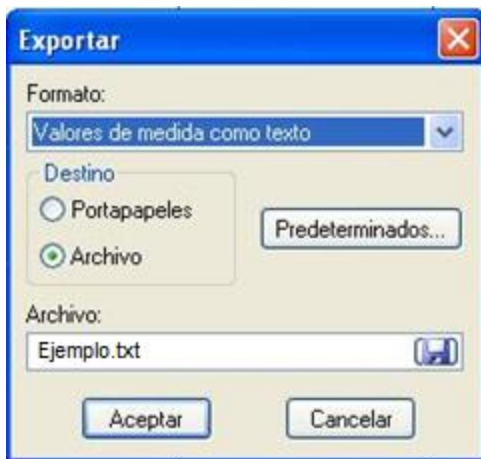 Exportar
Formato:
Valores de medida como texto
Destino
Portapapeles
Archivo
Predeterminados...
Archivo:
Ejemplo.txt
Aceptar
Cancelar